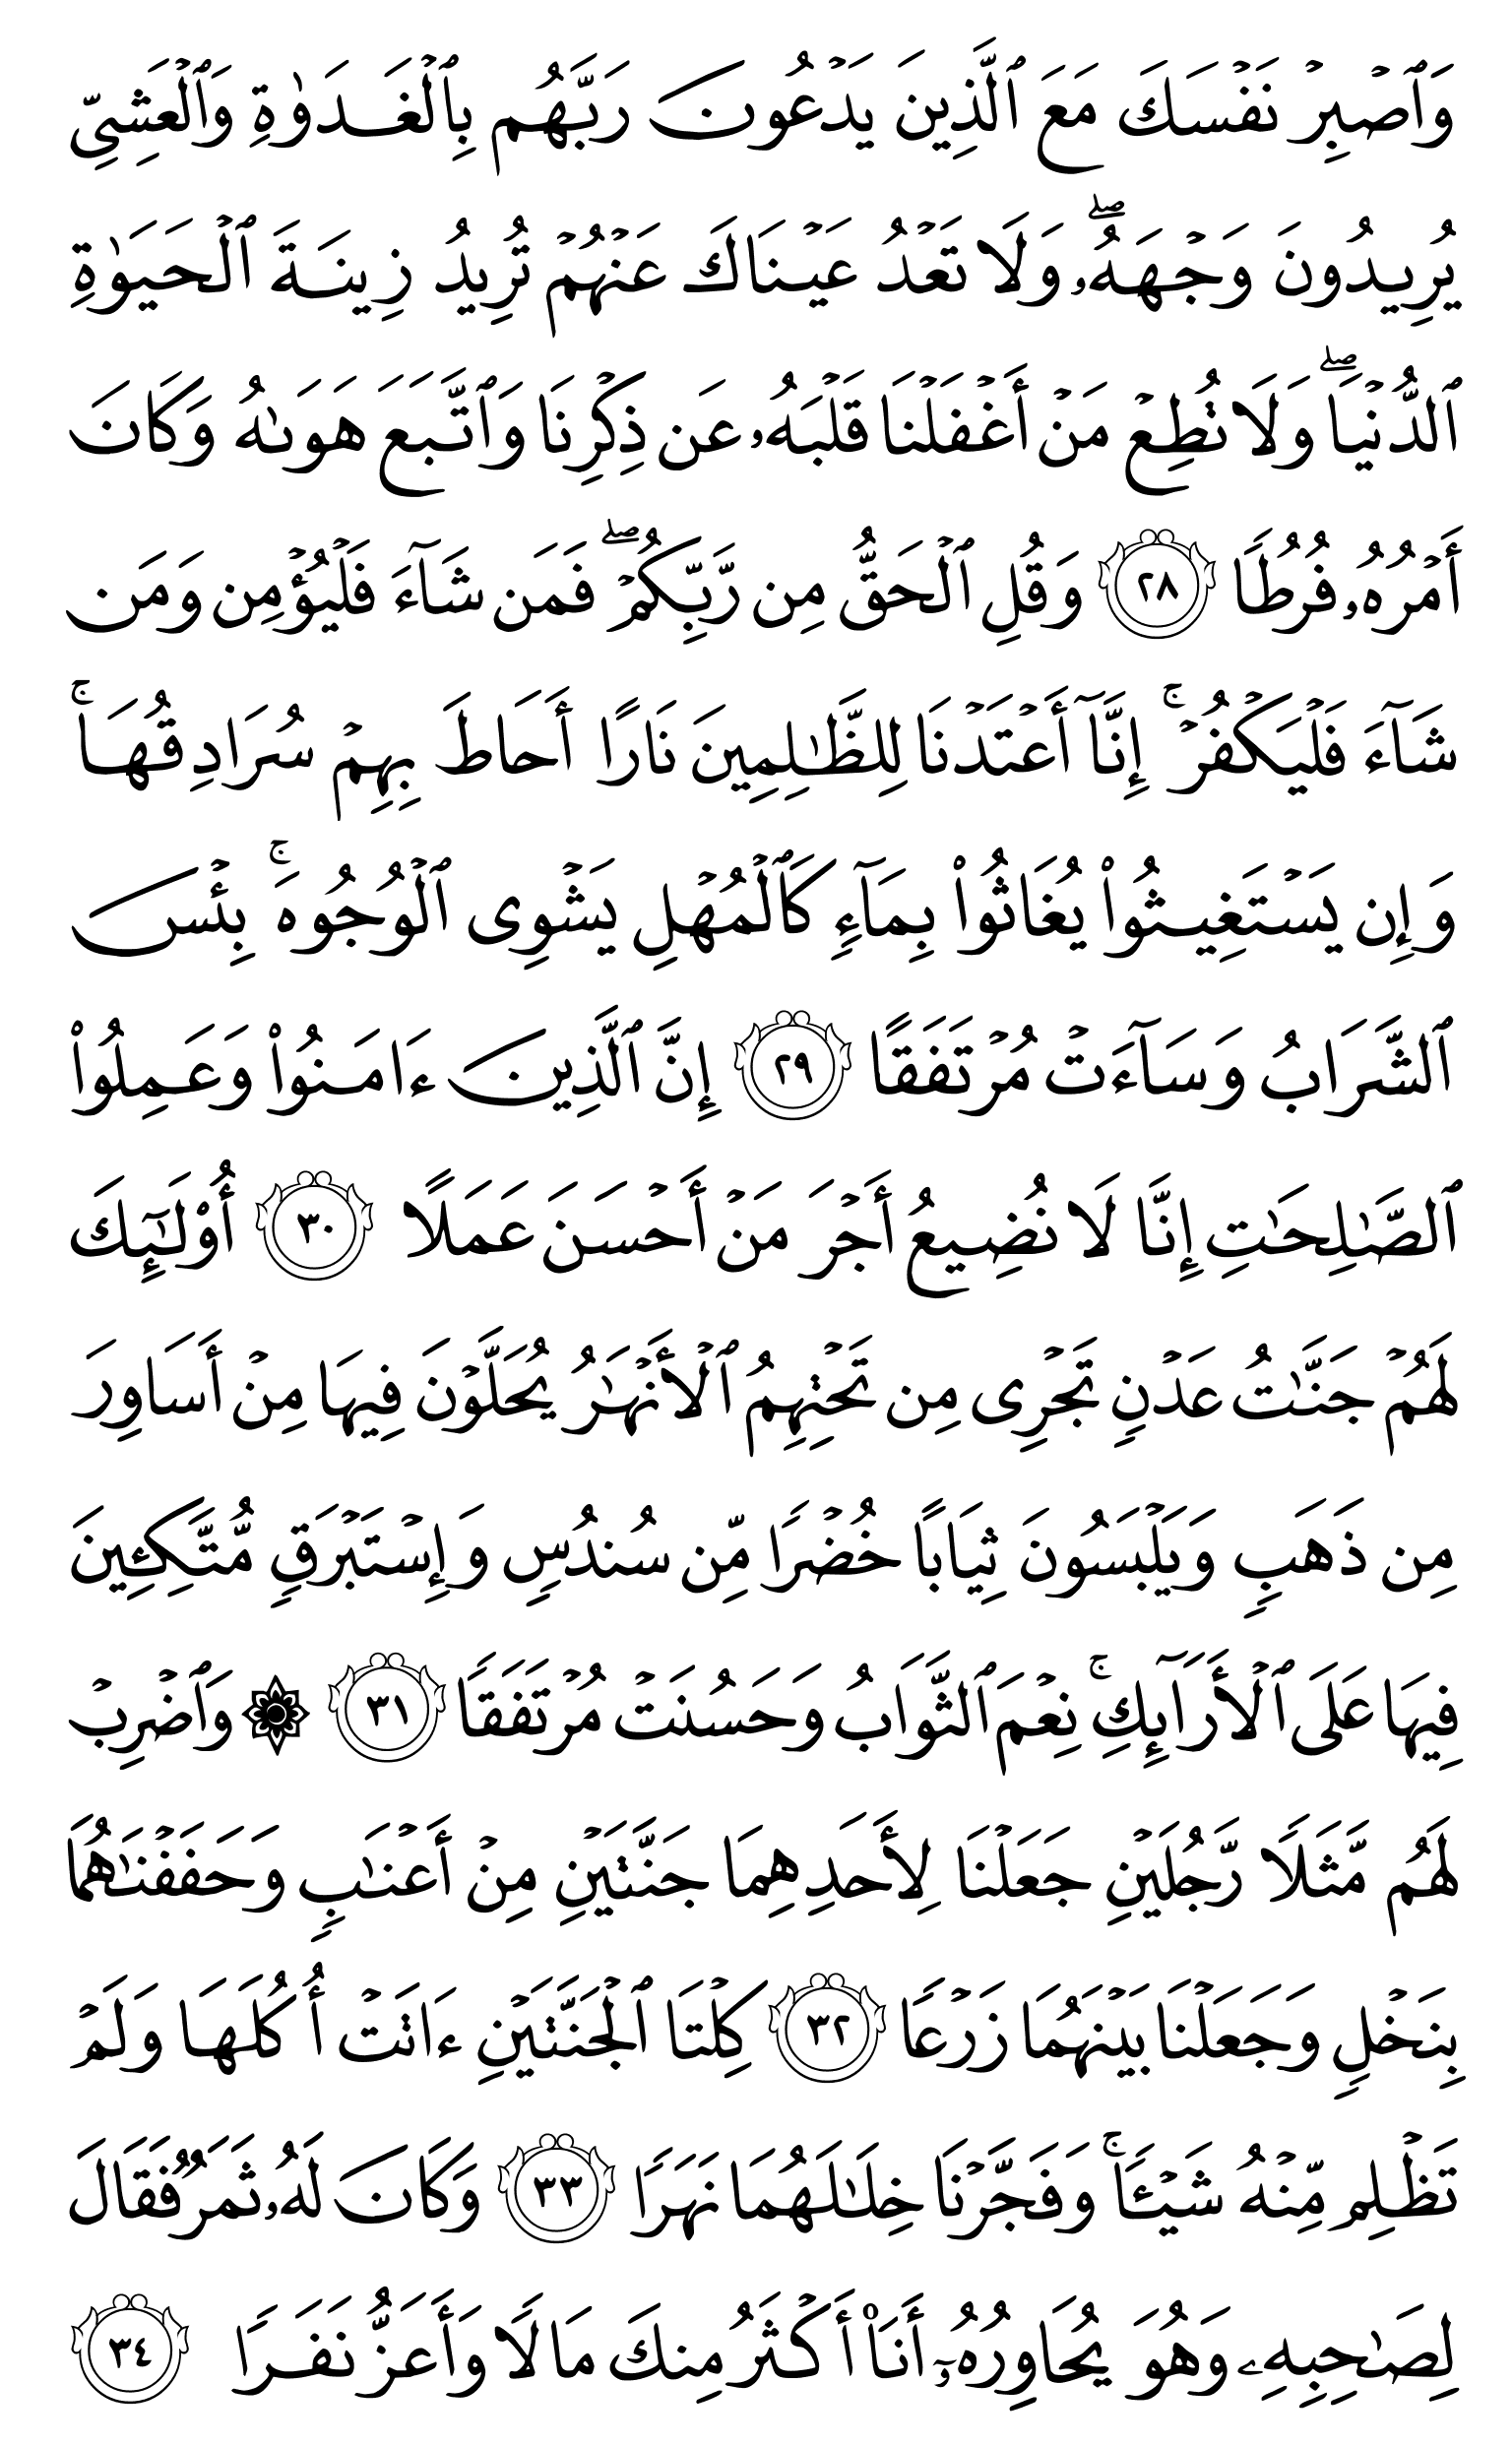 وَٱصۡبِرۡ نَفۡسَكَ مَعَ ٱلَّذِينَ يَدۡعُونَ رَبَّهُم بِٱلۡغَدَوٰةِ وَٱلۡعَشِيِّ
يُرِيدُونَ وَجۡهَهُۥۖ وَلَا تَعۡدُ عَيۡنَاكَ عَنۡهُمۡ تُرِيدُ زِينَةَ ٱلۡحَيَوٰةِ
ٱلدُّنۡيَاۖ وَلَا تُطِعۡ مَنۡ أَغۡفَلۡنَا قَلۡبَهُۥ عَن ذِكۡرِنَا وَٱتَّبَعَ هَوَىٰهُ وَكَانَ
أَمۡرُهُۥ فُرُطٗا ٢٨ وَقُلِ ٱلۡحَقُّ مِن رَّبِّكُمۡۖ فَمَن شَآءَ فَلۡيُؤۡمِن وَمَن
شَآءَ فَلۡيَكۡفُرۡۚ إِنَّآ أَعۡتَدۡنَا لِلظَّٰلِمِينَ نَارًا أَحَاطَ بِهِمۡ سُرَادِقُهَاۚ
وَإِن يَسۡتَغِيثُواْ يُغَاثُواْ بِمَآءٖ كَٱلۡمُهۡلِ يَشۡوِي ٱلۡوُجُوهَۚ بِئۡسَ
ٱلشَّرَابُ وَسَآءَتۡ مُرۡتَفَقًا ٢٩ إِنَّ ٱلَّذِينَ ءَامَنُواْ وَعَمِلُواْ
ٱلصَّٰلِحَٰتِ إِنَّا لَا نُضِيعُ أَجۡرَ مَنۡ أَحۡسَنَ عَمَلًا ٣٠ أُوْلَٰٓئِكَ
لَهُمۡ جَنَّٰتُ عَدۡنٖ تَجۡرِي مِن تَحۡتِهِمُ ٱلۡأَنۡهَٰرُ يُحَلَّوۡنَ فِيهَا مِنۡ أَسَاوِرَ
مِن ذَهَبٖ وَيَلۡبَسُونَ ثِيَابًا خُضۡرٗا مِّن سُندُسٖ وَإِسۡتَبۡرَقٖ مُّتَّكِـِٔينَ
فِيهَا عَلَى ٱلۡأَرَآئِكِۚ نِعۡمَ ٱلثَّوَابُ وَحَسُنَتۡ مُرۡتَفَقٗا ٣١ ۞ وَٱضۡرِبۡ
لَهُم مَّثَلٗا رَّجُلَيۡنِ جَعَلۡنَا لِأَحَدِهِمَا جَنَّتَيۡنِ مِنۡ أَعۡنَٰبٖ وَحَفَفۡنَٰهُمَا
بِنَخۡلٖ وَجَعَلۡنَا بَيۡنَهُمَا زَرۡعٗا ٣٢ كِلۡتَا ٱلۡجَنَّتَيۡنِ ءَاتَتۡ أُكُلَهَا وَلَمۡ
تَظۡلِم مِّنۡهُ شَيۡـٔٗاۚ وَفَجَّرۡنَا خِلَٰلَهُمَا نَهَرٗا ٣٣ وَكَانَ لَهُۥ ثَمَرٞ فَقَالَ
لِصَٰحِبِهِۦ وَهُوَ يُحَاوِرُهُۥٓ أَنَا۠ أَكۡثَرُ مِنكَ مَالٗا وَأَعَزُّ نَفَرٗا ٣٤